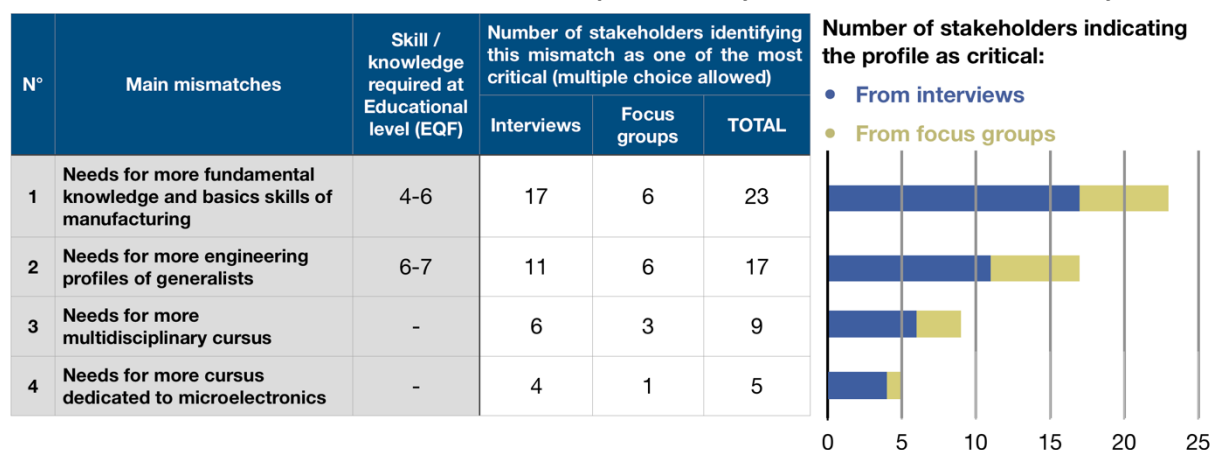 N°
Main mismatches
Skill /
knowledge
required at
Educational
level (EQF)
Number of stakeholders identifying
this mismatch as one of the most
critical (multiple choice allowed)
Interviews
Focus
groups
TOTAL
1
Needs for more fundamental
knowledge and basics skills of
manufacturing
4-6
17
6
23
2
Needs for more engineering
profiles of generalists
6-7
11
6
17
3
Needs for more
multidisciplinary cursus
-
6
3
9
4
Needs for more cursus
dedicated to microelectronics
-
4
1
5
Number of stakeholders indicating
the profile as critical:
• From interviews
• From focus groups
0 5 10 15 20 25